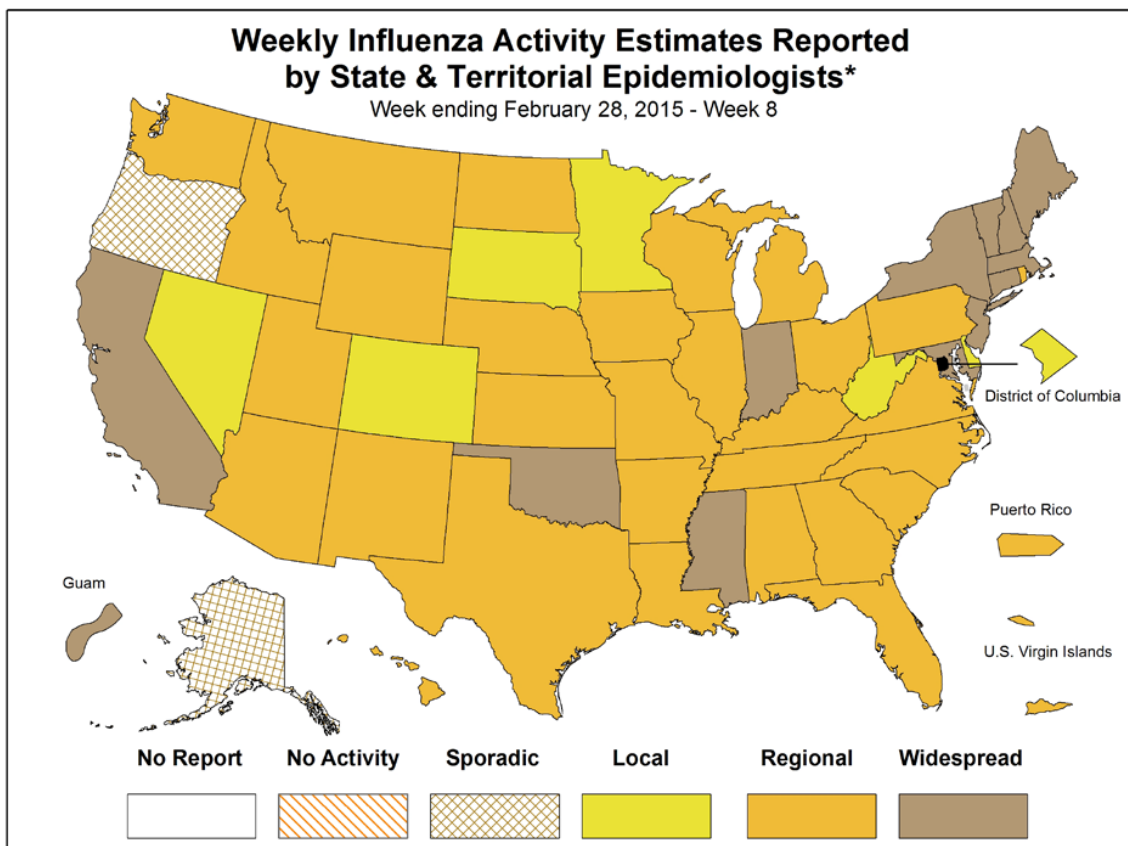 Weekly Influenza Activity Estimates Reported
by State & Territorial Epidemiologists*
Week ending February 28, 2015 - Week 8
District of Columbia
Puerto Rico
Guam
U.S. Virgin Islands
No Report
No Activity
Sporadic
Local
Regional
Widespread